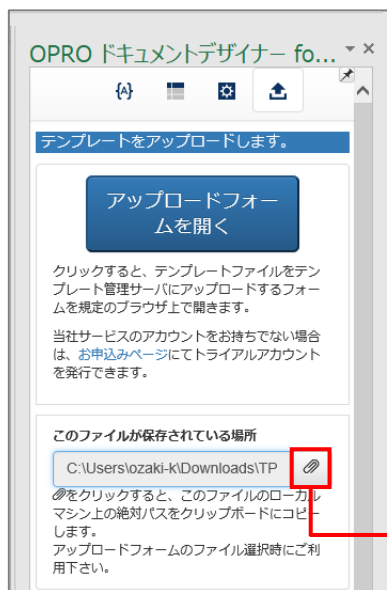 OPRO ドキュメントデザイナー fo...
{A}
テンプレートをアップロードします。
アップロードフォー
ムを開く
クリックすると、テンプレートファイルをテン
プレート管理サーバにアップロードするフォー
ムを規定のブラウザ上で開きます。
当社サービスのアカウントをお持ちでない場合
は、お申込みページにてトライアルアカウント
を発行できます。
このファイルが保存されている場所
C:\Users\ozaki-k\Downloads\TP
をクリックすると、このファイルのローカル
マシン上の絶対パスをクリップボードにコピー
します。
アップロードフォームのファイル選択時にご利
用下さい。